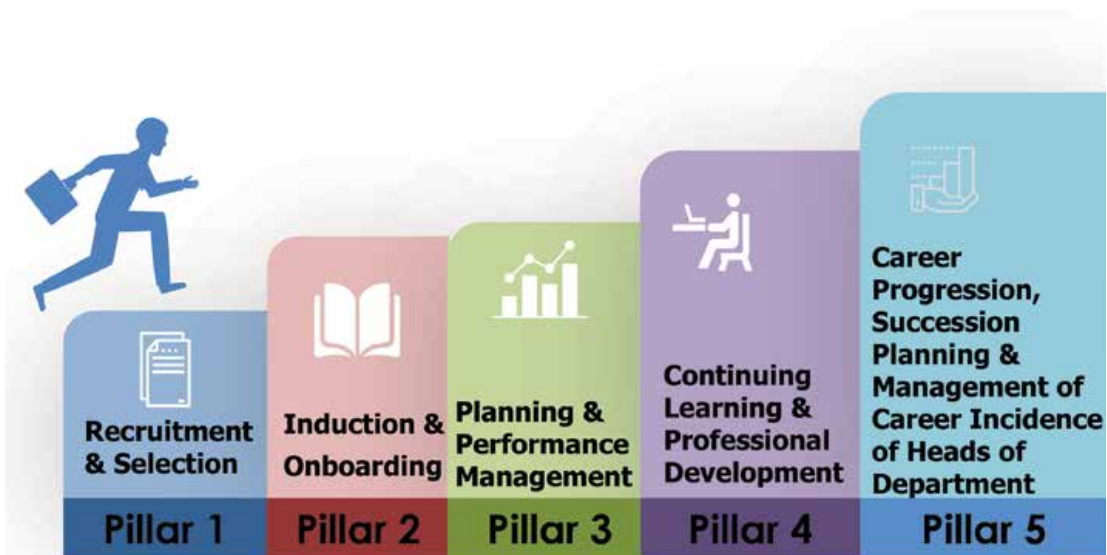 Recruitment
& Selection
Pillar 1
Induction &
Onboarding
Pillar 2
Planning &
Performance
Management
Pillar 3
Continuing
Learning &
Professional
Development
Pillar 4
Career
Progression,
Succession
Planning &
Management of
Career Incidence
of Heads of
Department
Pillar 5